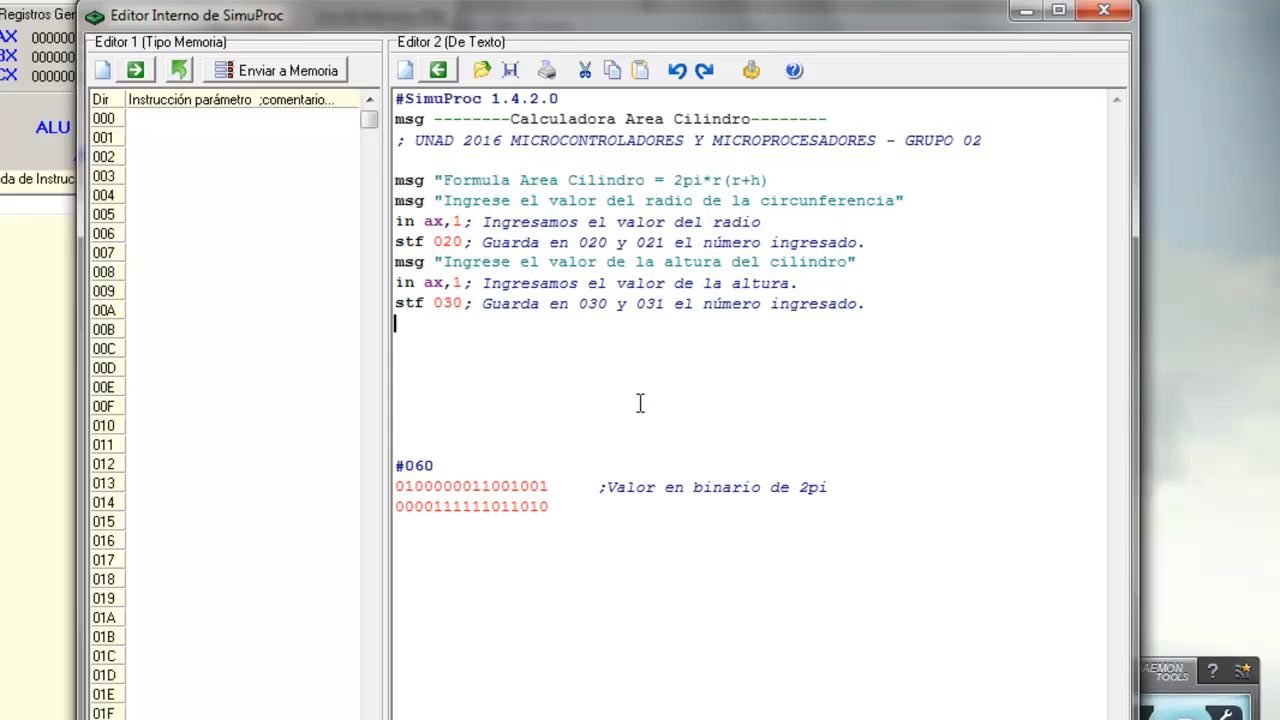 Registros Ger
AX 000000
BX 000000
CX 000000
ALU
da de Instruc
Editor Interno de SimuProc
Editor 1 (Tipo Memoria)
Enviar a Memoria
Dir Instrucción parámetro ;comentario...
000
001
002
003
004
005
006
007
008
009
00A
00B
00C
00D
00E
00F
010
011
012
013
014
015
016
017
018
019
01A
01B
01C
01D
01E
01F
Editor 2 (De Texto)
#SimuProc 1.4.2.0
msg --------Calculadora Area Cilindro--------
; UNAD 2016 MICROCONTROLADORES Y MICROPROCESADORES - GRUPO 02
msg "Formula Area Cilindro = 2pi*r(r+h)
msg "Ingrese el valor del radio de la circunferencia"
in ax,1; Ingresamos el valor del radio
stf 020; Guarda en 020 y 021 el número ingresado.
msg "Ingrese el valor de la altura del cilindro"
in ax,1; Ingresamos el valor de la altura.
stf 030; Guarda en 030 y 031 el número ingresado.
#060
0100000011001001 ;Valor en binario de 2pi
0000111111011010
AEMON
TOOLS
?